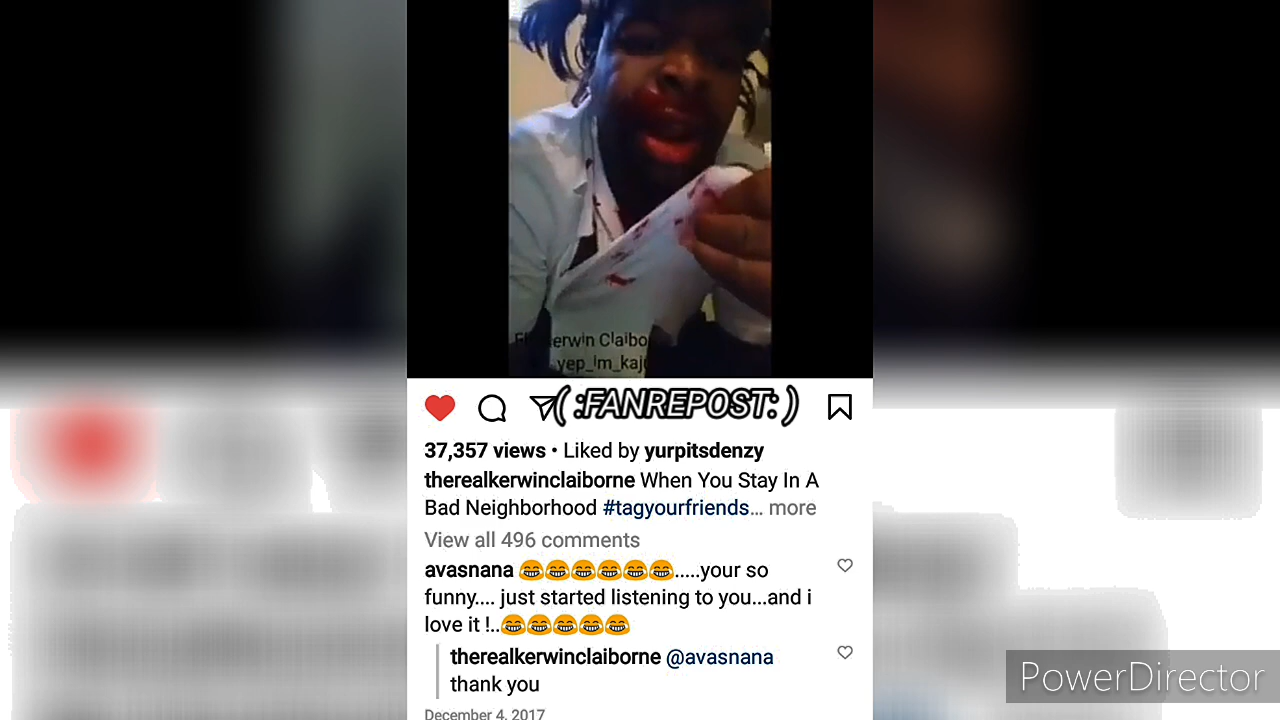 erwin Claibo
yep_im_kaj
( :FANREPOST: )
37,357 views • Liked by yurpitsdenzy
therealkerwinclaiborne When You Stay In A
Bad Neighborhood #tagyourfriends... more
View all 496 comments
avasnana 😂😂😂😂😂😂.....your so
funny.... just started listening to you...and i
love it !..😂😂😂😂😂
therealkerwinclaiborne @avasnana
thank you
December 4, 2017
PowerDirector